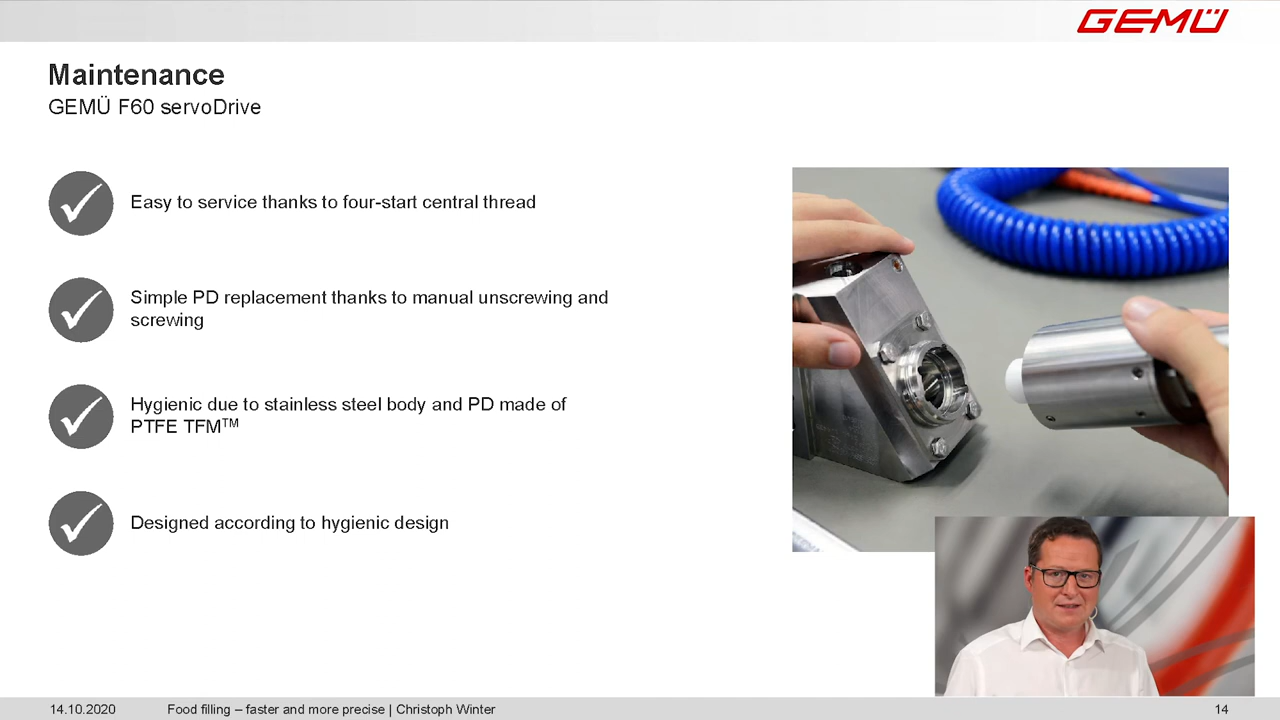 GEMÜ
Maintenance
GEMÜ F60 servoDrive
Easy to service thanks to four-start central thread
Simple PD replacement thanks to manual unscrewing and
screwing
Hygienic due to stainless steel body and PD made of
PTFE TFM™
Designed according to hygienic design
14.10.2020
Food filling – faster and more precise | Christoph Winter
14